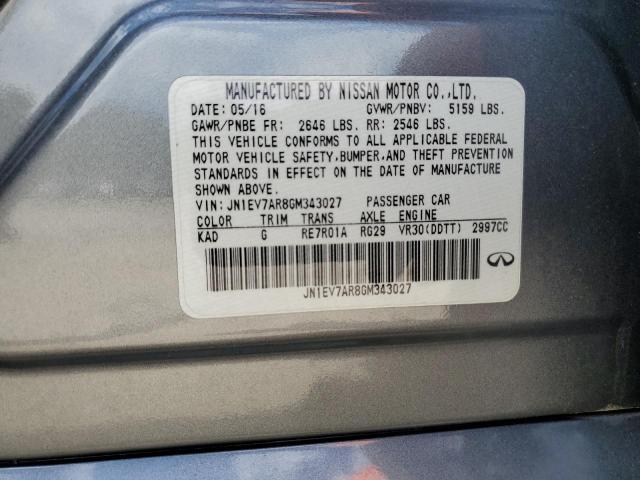 MANUFACTURED BY NISSAN MOTOR CO.,LTD.
DATE: 05/16 GVWR/PNBV: 5159 LBS.
GAWR/PNBE FR: 2646 LBS. RR: 2546 LBS.
THIS VEHICLE CONFORMS TO ALL APPLICABLE FEDERAL
MOTOR VEHICLE SAFETY,BUMPER,AND THEFT PREVENTION
STANDARDS IN EFFECT ON THE DATE OF MANUFACTURE
SHOWN ABOVE.
VIN: JN1EV7AR8GM343027 PASSENGER CAR
COLOR TRIM TRANS AXLE ENGINE
KAD G RE7R01A RG29 VR30(DDTT) 2997CC
JN1EV7AR8GM343027